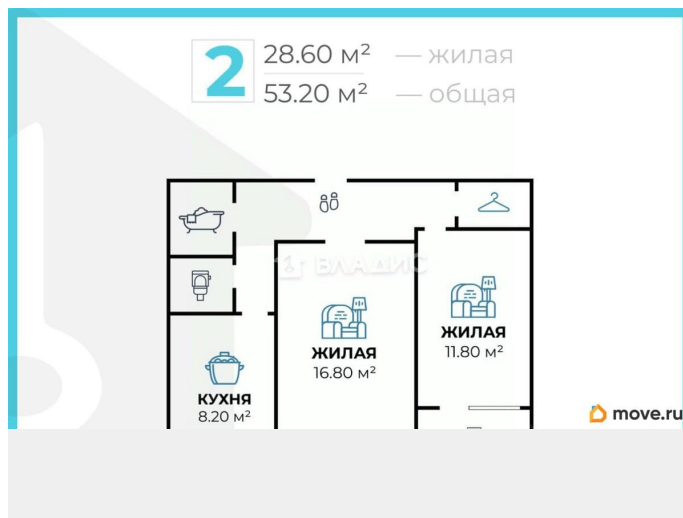 2
28.60 м² — жилая
53.20 м² — общая
ВЛАДИС
ЖИЛАЯ
16.80 м²
ЖИЛАЯ
11.80 м²
КУХНЯ
8.20 м²
move.ru